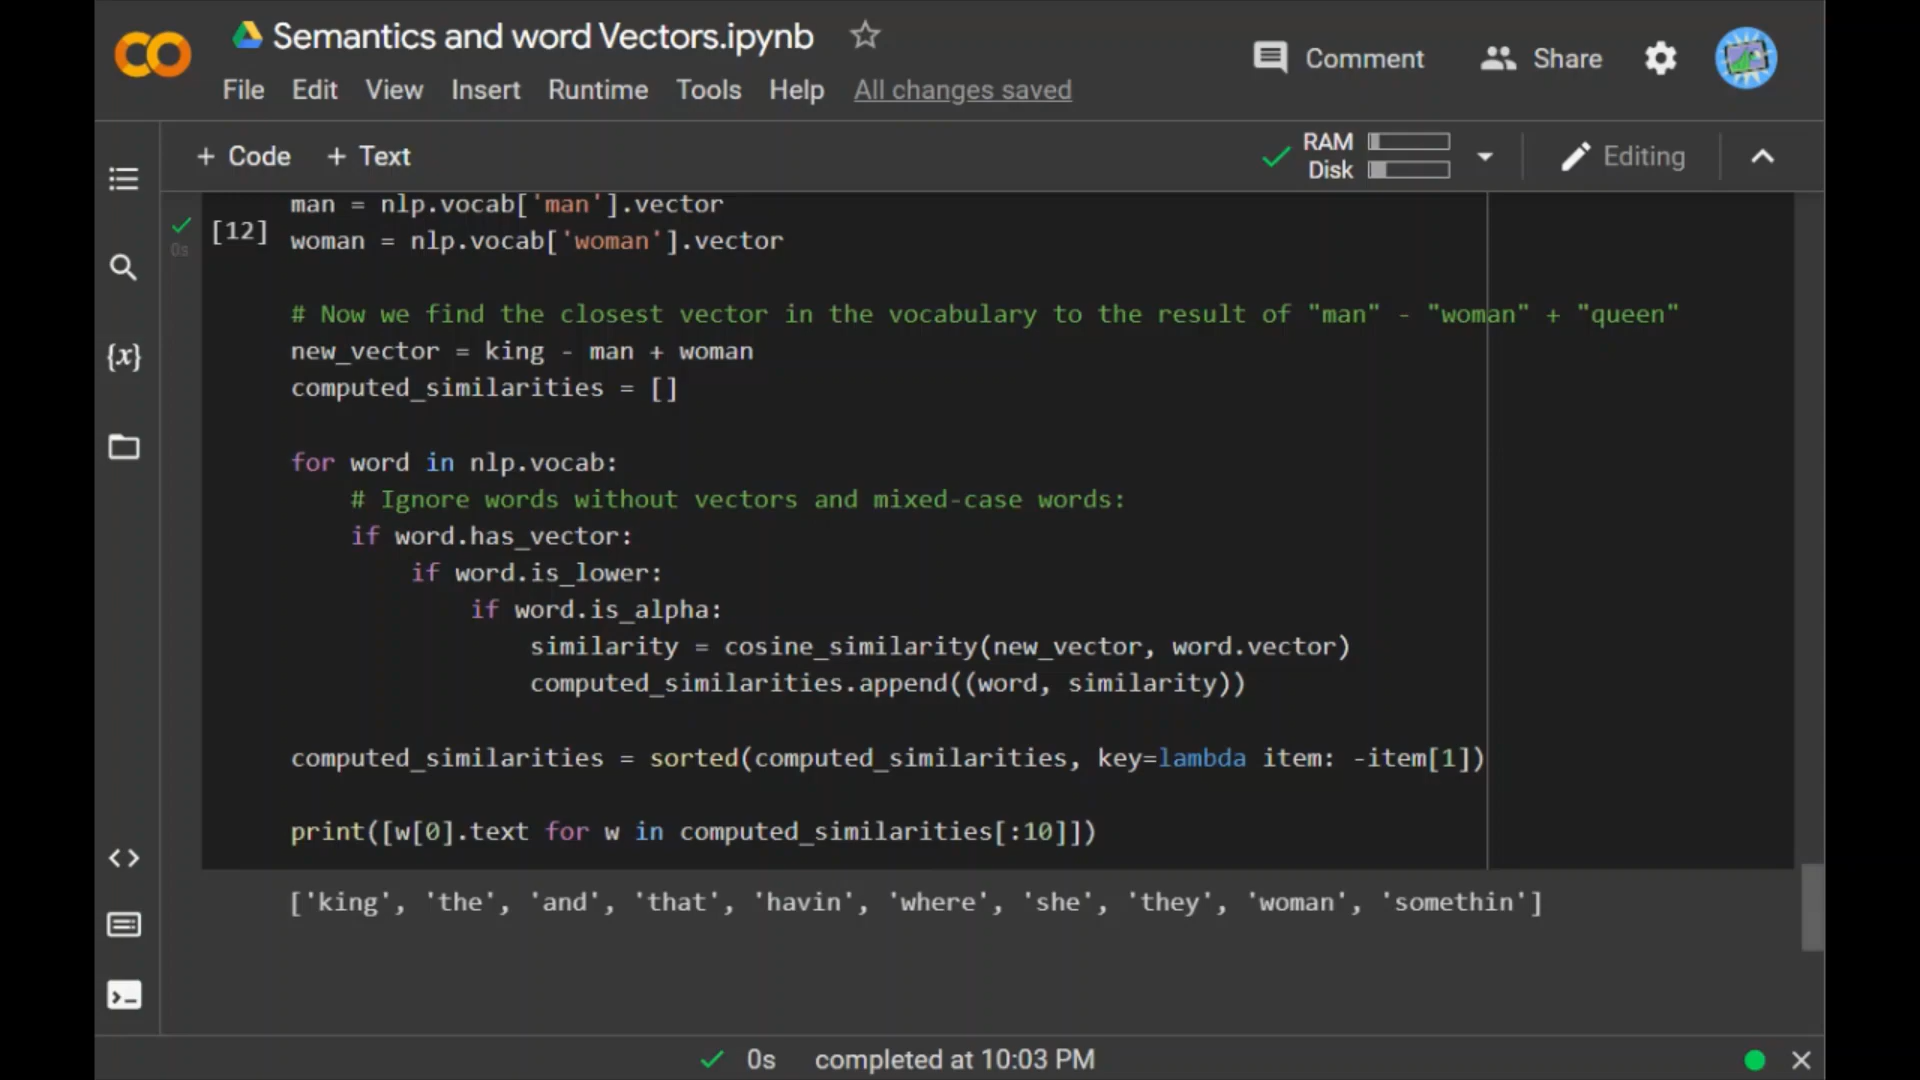 Semantics and word Vectors.ipynb
File Edit View Insert Runtime Tools Help All changes saved
Comment Share
+ Code + Text
RAM
Disk
Editing
[12]
0s
man = nlp.vocab['man'].vector
woman = nlp.vocab['woman'].vector
# Now we find the closest vector in the vocabulary to the result of "man" - "woman" + "queen"
new_vector = king - man + woman
computed_similarities = []
for word in nlp.vocab:
# Ignore words without vectors and mixed-case words:
if word.has_vector:
if word.is_lower:
if word.is_alpha:
similarity = cosine_similarity(new_vector, word.vector)
computed_similarities.append((word, similarity))
computed_similarities = sorted(computed_similarities, key=lambda item: -item[1])
print([w[0].text for w in computed_similarities[:10]])
['king', 'the', 'and', 'that', 'havin', 'where', 'she', 'they', 'woman', 'somethin']
0s completed at 10:03 PM